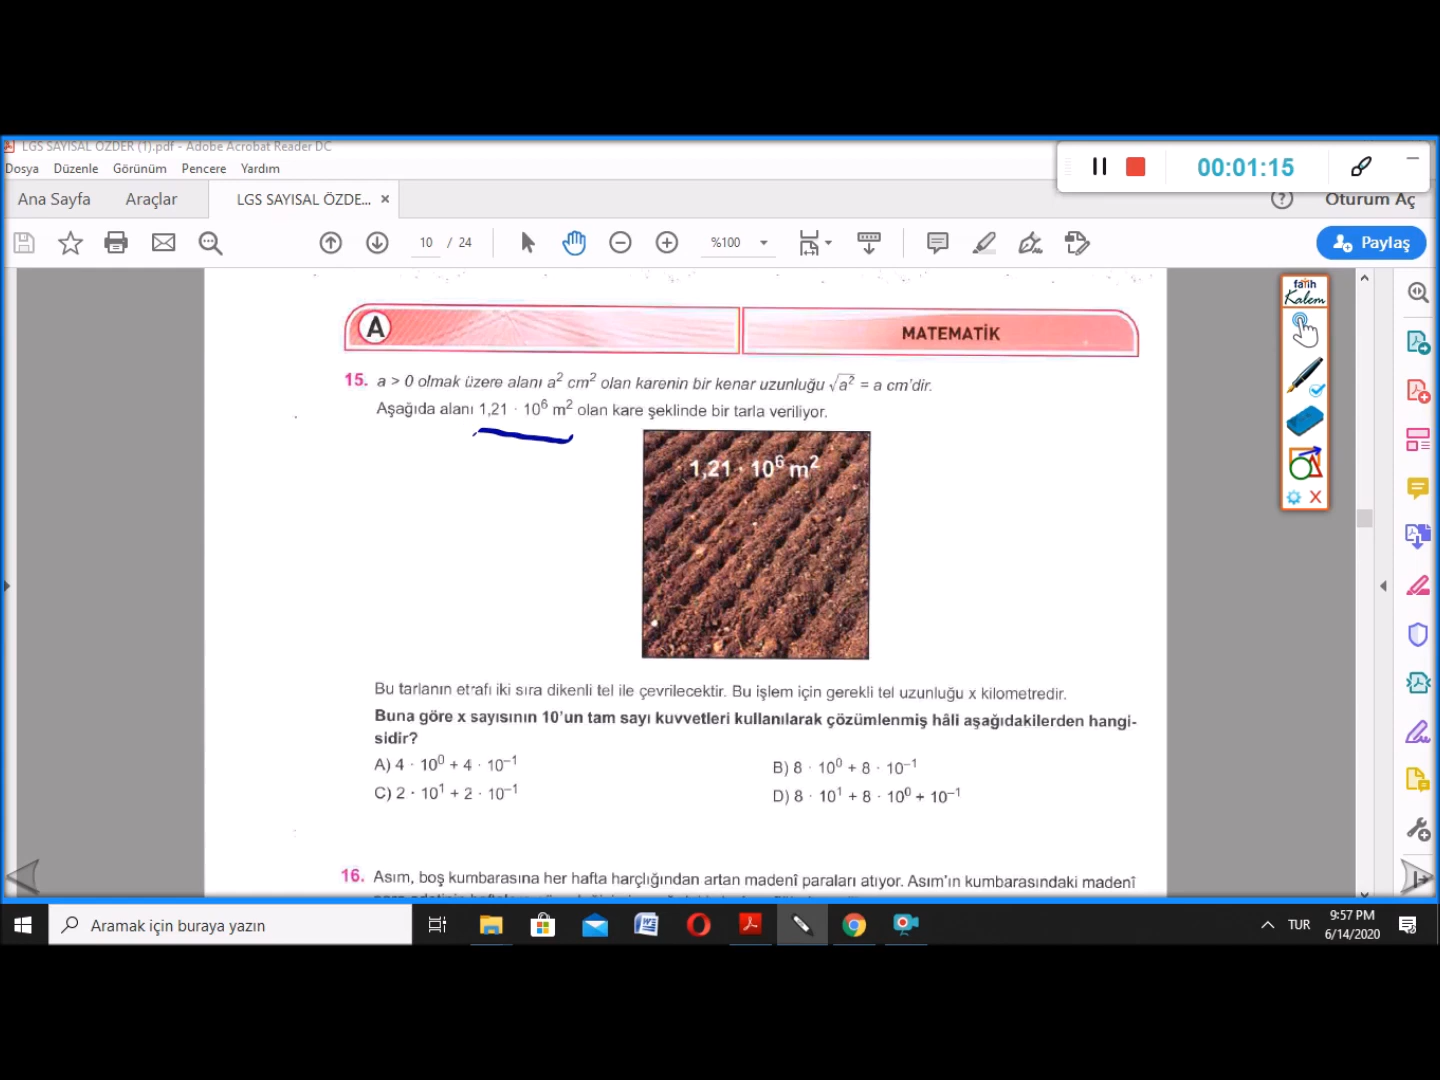 LGS SAYISAL ÖZDER (1).pdf - Adobe Acrobat Reader DC
Dosya Düzenle Görünüm Pencere Yardım
00:01:15
Ana Sayfa Araçlar LGS SAYISAL ÖZDE... ×
Oturum Aç
10 / 24 %100 Paylaş
fatih
Kalem
A MATEMATİK
15. a > 0 olmak üzere alanı a² cm² olan karenin bir kenar uzunluğu √a² = a cm'dir.
Aşağıda alanı 1,21 · 10⁶ m² olan kare şeklinde bir tarla veriliyor.
1,21 · 10⁶ m²
Bu tarlanın etrafı iki sıra dikenli tel ile çevrilecektir. Bu işlem için gerekli tel uzunluğu x kilometredir.
Buna göre x sayısının 10'un tam sayı kuvvetleri kullanılarak çözümlenmiş hâli aşağıdakilerden hangi-
sidir?
A) 4 · 10⁰ + 4 · 10⁻¹ B) 8 · 10⁰ + 8 · 10⁻¹
C) 2 · 10¹ + 2 · 10⁻¹ D) 8 · 10¹ + 8 · 10⁰ + 10⁻¹
16. Asım, boş kumbarasına her hafta harçlığından artan madenî paraları atıyor. Asım'ın kumbarasındaki madenî
Aramak için buraya yazın
TUR
9:57 PM
6/14/2020